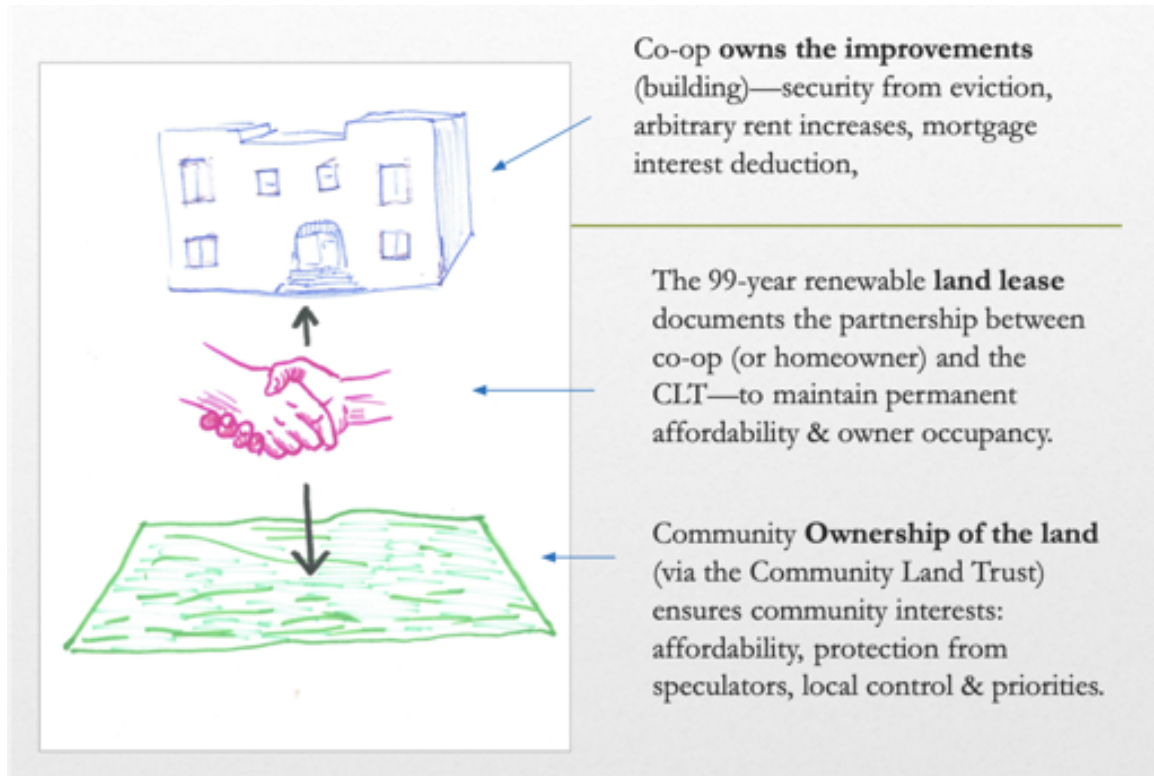 Co-op owns the improvements
(building)—security from eviction,
arbitrary rent increases, mortgage
interest deduction,
The 99-year renewable land lease
documents the partnership between
co-op (or homeowner) and the
CLT—to maintain permanent
affordability & owner occupancy.
Community Ownership of the land
(via the Community Land Trust)
ensures community interests:
affordability, protection from
speculators, local control & priorities.